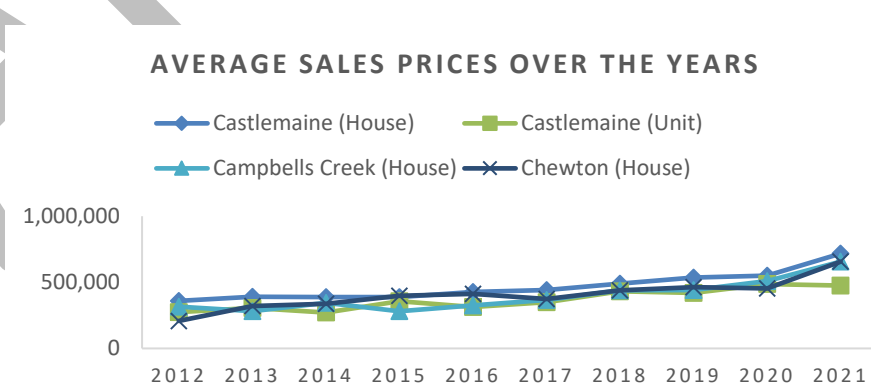 AVERAGE SALES PRICES OVER THE YEARS
Castlemaine (House) Castlemaine (Unit)
Campbells Creek (House) Chewton (House)
1,000,000
500,000
0
2012 2013 2014 2015 2016 2017 2018 2019 2020 2021